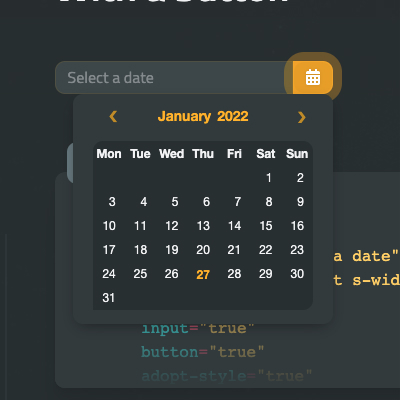 With a button
Select a date
January 2022
Mon Tue Wed Thu Fri Sat Sun
1 2
3 4 5 6 7 8 9
10 11 12 13 14 15 16
17 18 19 20 21 22 23
24 25 26 27 28 29 30
31
a date"
t s-wid
input="true"
button="true"
adopt-style="true"